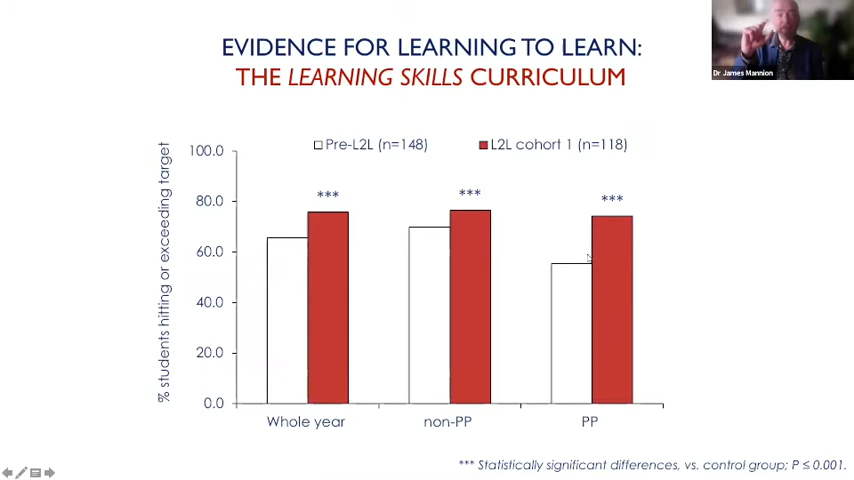 EVIDENCE FOR LEARNING TO LEARN:
THE LEARNING SKILLS CURRICULUM
Dr James Mannion
Pre-L2L (n=148)
L2L cohort 1 (n=118)
% students hitting or exceeding target
100.0
80.0
60.0
40.0
20.0
0.0
***
***
***
Whole year
non-PP
PP
*** Statistically significant differences, vs. control group; P ≤ 0.001.